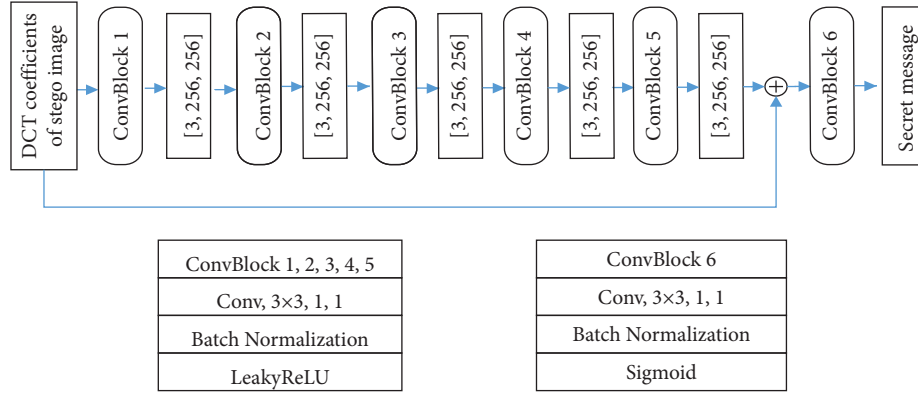 DCT coefficients
of stego image
ConvBlock 1
[3, 256, 256]
ConvBlock 2
[3, 256, 256]
ConvBlock 3
[3, 256, 256]
ConvBlock 4
[3, 256, 256]
ConvBlock 5
[3, 256, 256]
+
ConvBlock 6
Secret message
ConvBlock 1, 2, 3, 4, 5
Conv, 3×3, 1, 1
Batch Normalization
LeakyReLU
ConvBlock 6
Conv, 3×3, 1, 1
Batch Normalization
Sigmoid